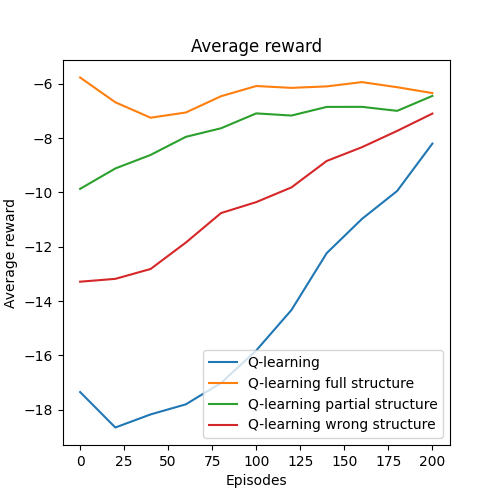 Average reward
Average reward
−6
−8
−10
−12
−14
−16
−18
Q-learning
Q-learning full structure
Q-learning partial structure
Q-learning wrong structure
0 25 50 75 100 125 150 175 200
Episodes